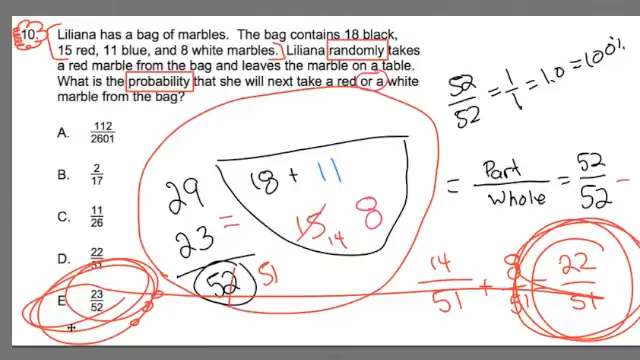 10. Liliana has a bag of marbles. The bag contains 18 black,
15 red, 11 blue, and 8 white marbles. Liliana randomly takes
a red marble from the bag and leaves the marble on a table.
What is the probability that she will next take a red or a white
marble from the bag?
A. 112/2601
B. 2/17
C. 11/26
D. 22/51
E. 23/52
52/52 = 1/1 = 1.0 = 100%
= Part/Whole = 52/52 =
29
23 =
52 51
18 + 11
15 14 8
14/51 + 8/51 = 22/51